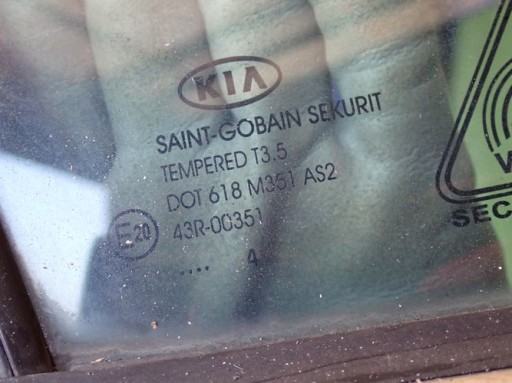 KIA
SAINT-GOBAIN SEKURIT
TEMPERED T3.5
DOT 618 M351 AS2
E20 43R-00351
.... 4
SEC